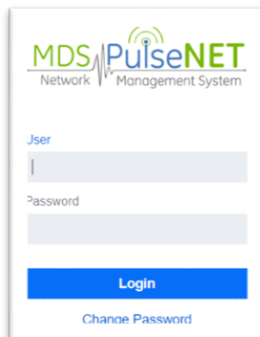 MDS PulseNET
Network Management System
User
Password
Login
Change Password